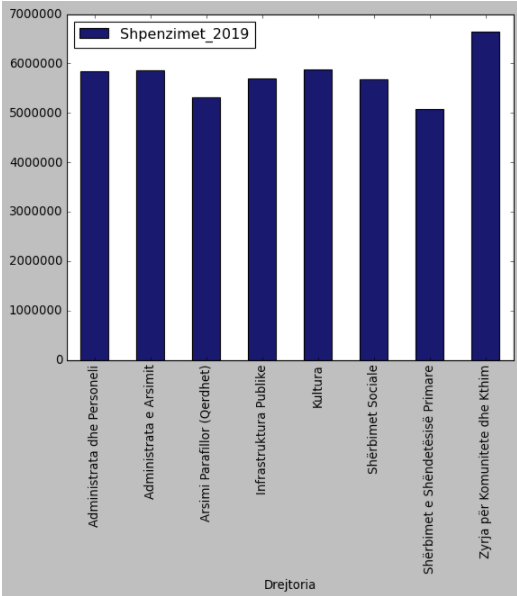 Shpenzimet_2019
7000000
6000000
5000000
4000000
3000000
2000000
1000000
0
Administrata dhe Personeli
Administrata e Arsimit
Arsimi Parafillor (Qerdhet)
Infrastruktura Publike
Kultura
Shërbimet Sociale
Shërbimet e Shëndetësisë Primare
Zyrja për Komunitete dhe Kthim
Drejtoria